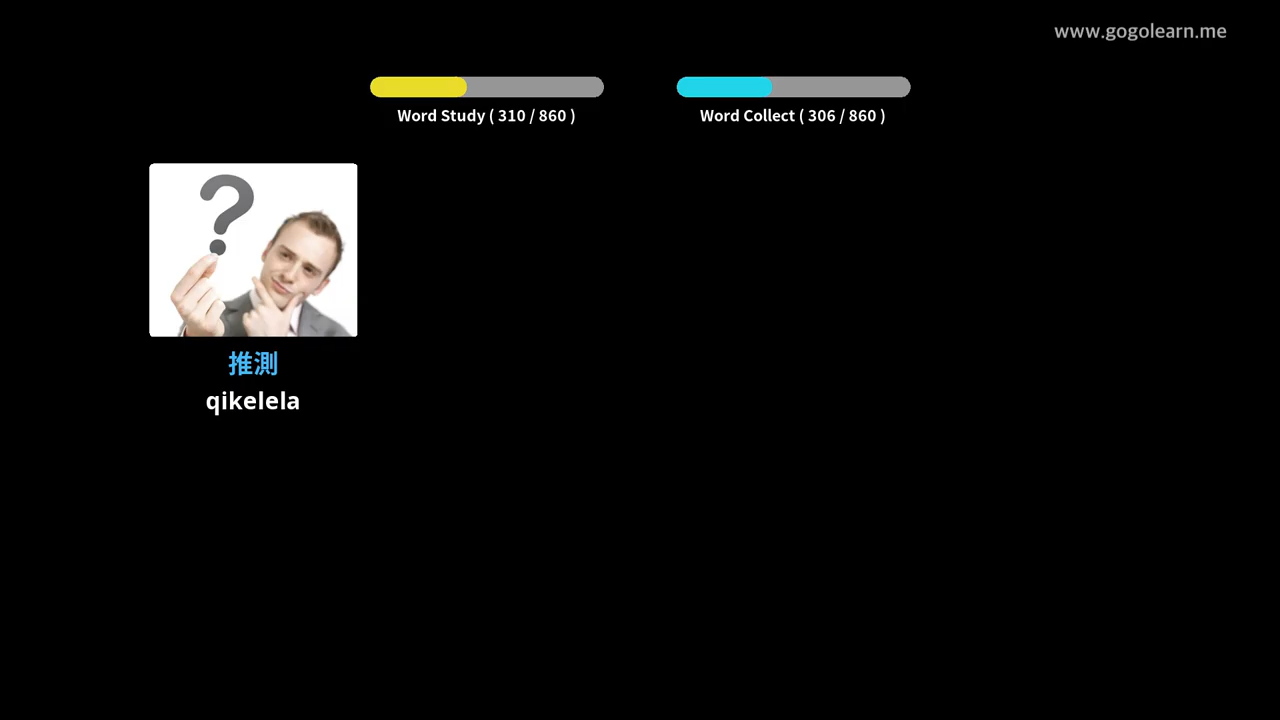 www.gogolearn.me
Word Study ( 310 / 860 )
Word Collect ( 306 / 860 )
?
推測
qikelela